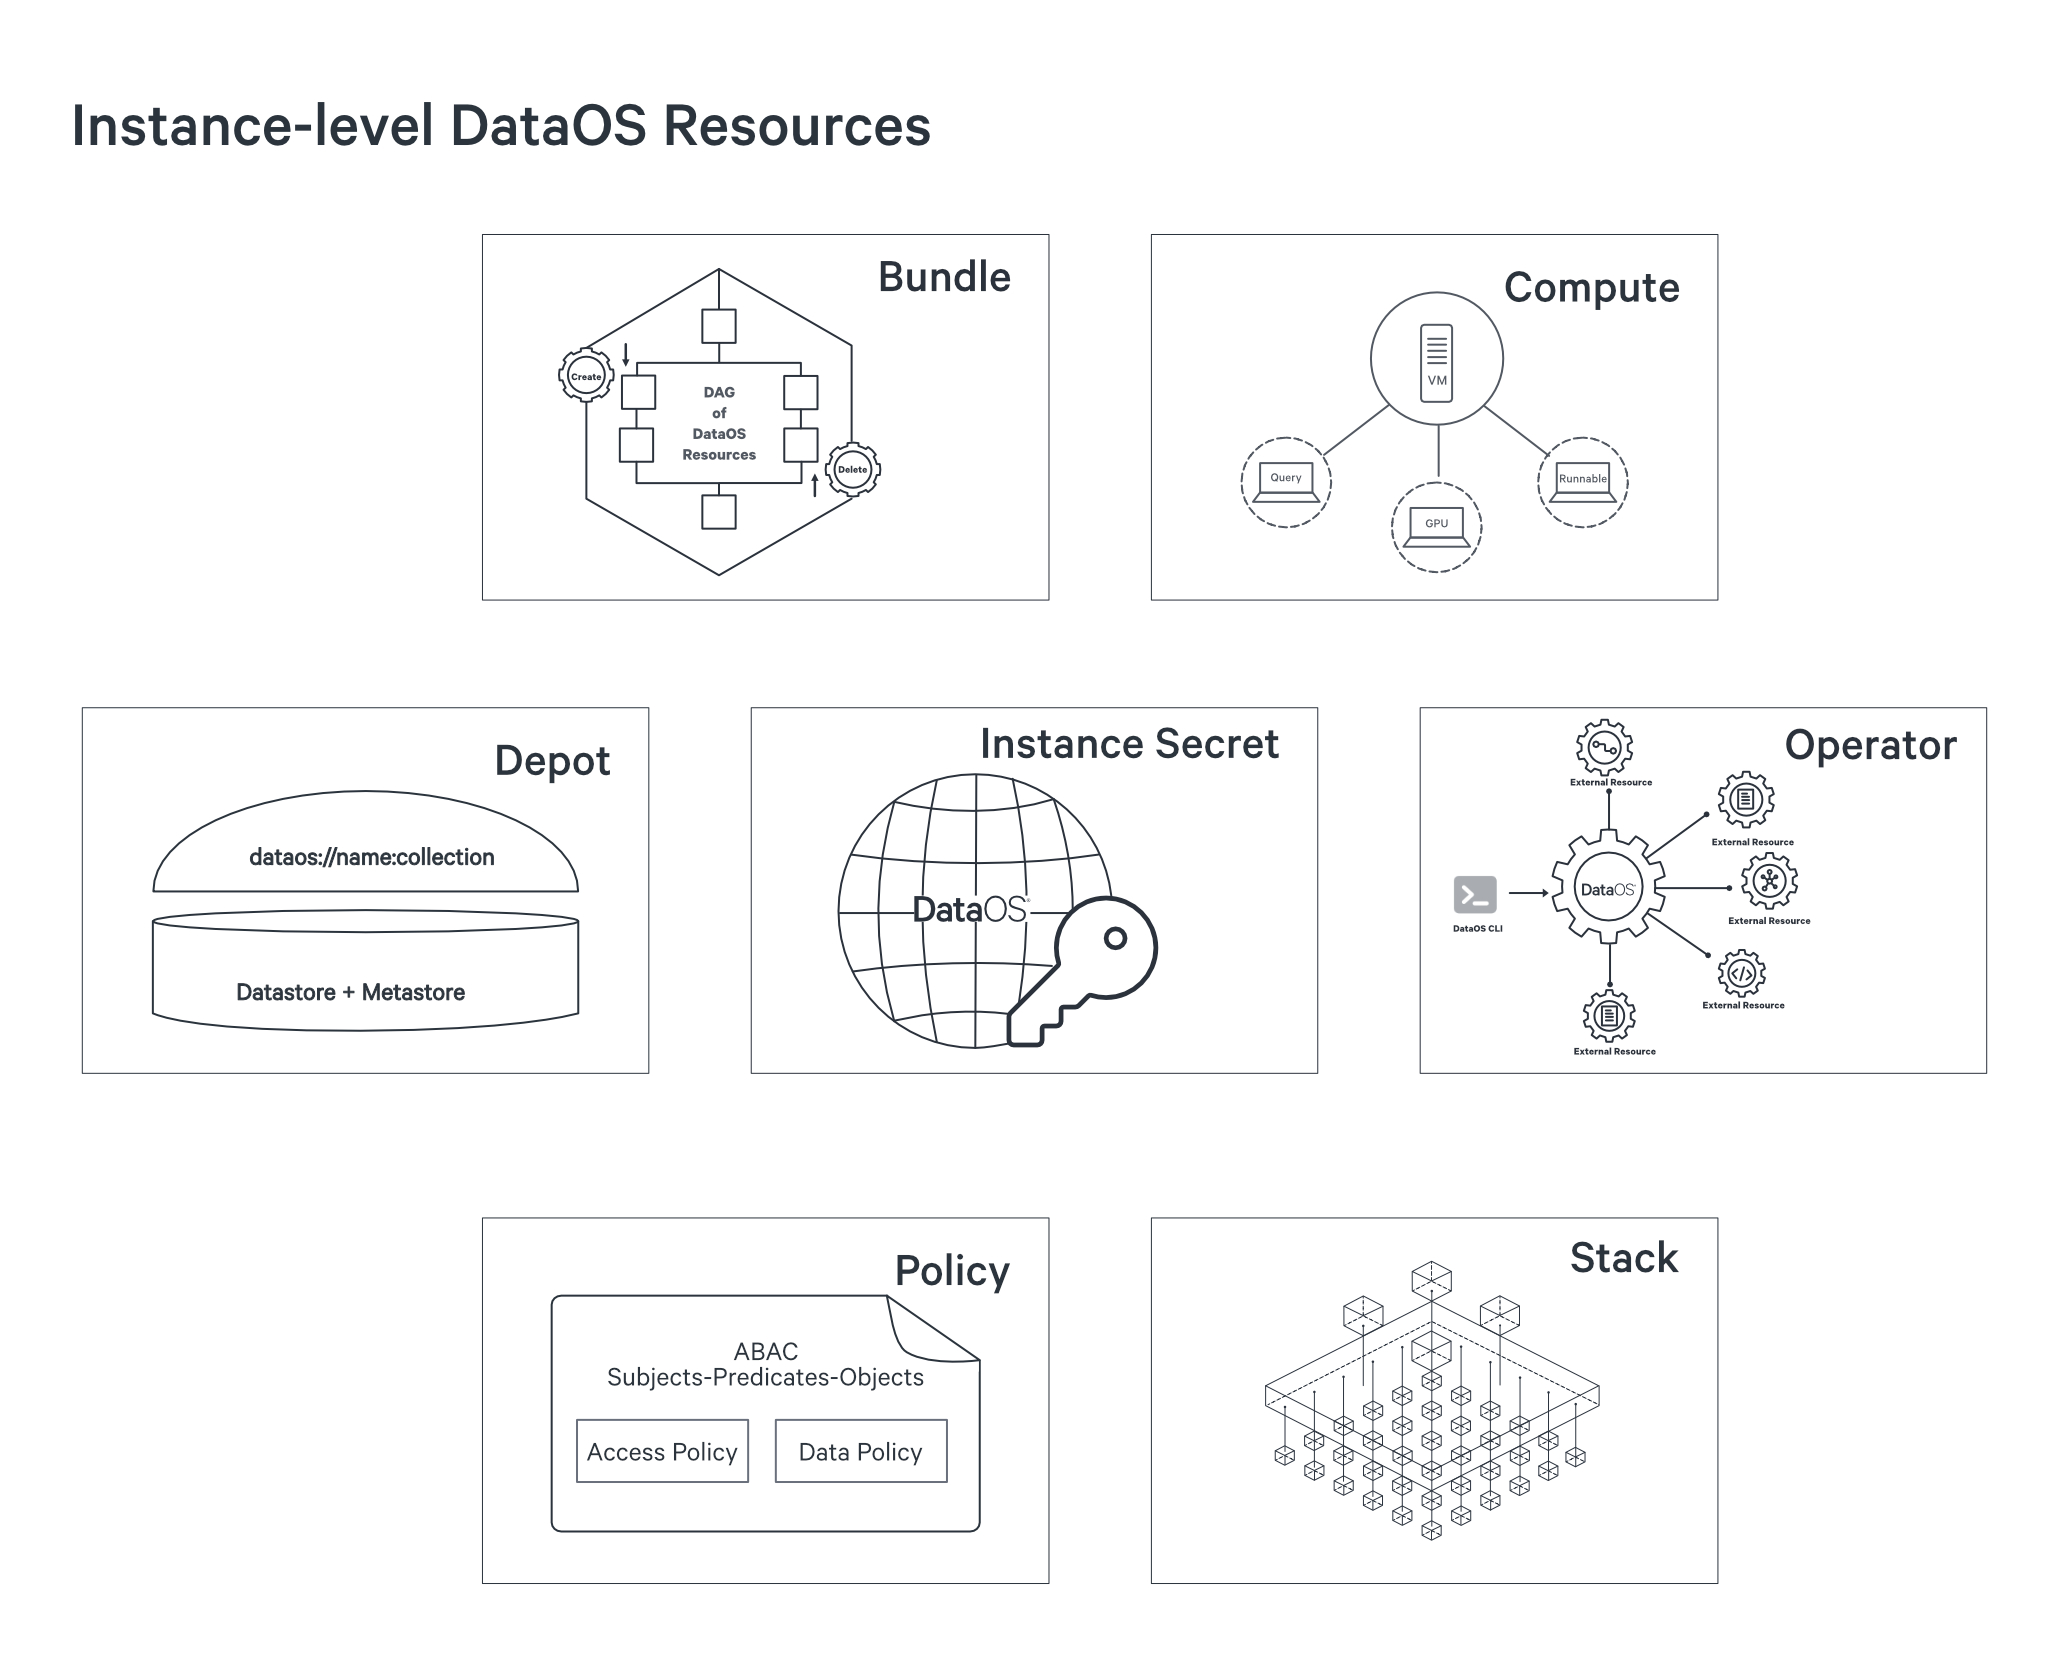 Instance-level DataOS Resources
Bundle
Create
DAG
of
DataOS
Resources
Delete
Compute
VM
Query
GPU
Runnable
Depot
dataos://name:collection
Datastore + Metastore
Instance Secret
DataOS
Operator
External Resource
External Resource
External Resource
DataOS
DataOS CLI
External Resource
External Resource
Policy
ABAC
Subjects-Predicates-Objects
Access Policy
Data Policy
Stack